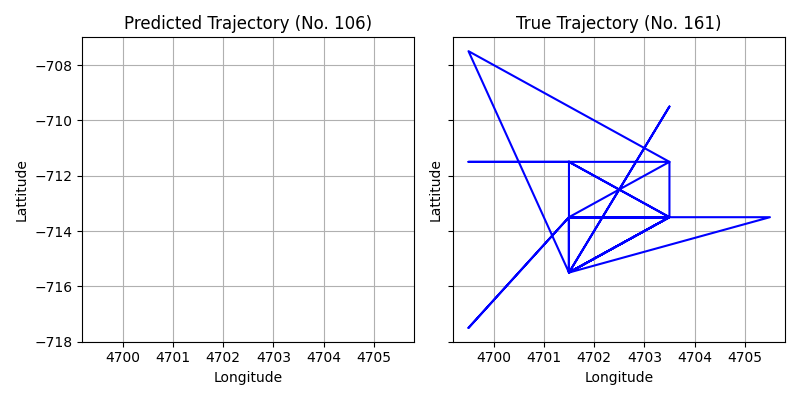 Predicted Trajectory (No. 106)
True Trajectory (No. 161)
−708
−710
−712
−714
−716
−718
Lattitude
Lattitude
4700 4701 4702 4703 4704 4705
4700 4701 4702 4703 4704 4705
Longitude
Longitude